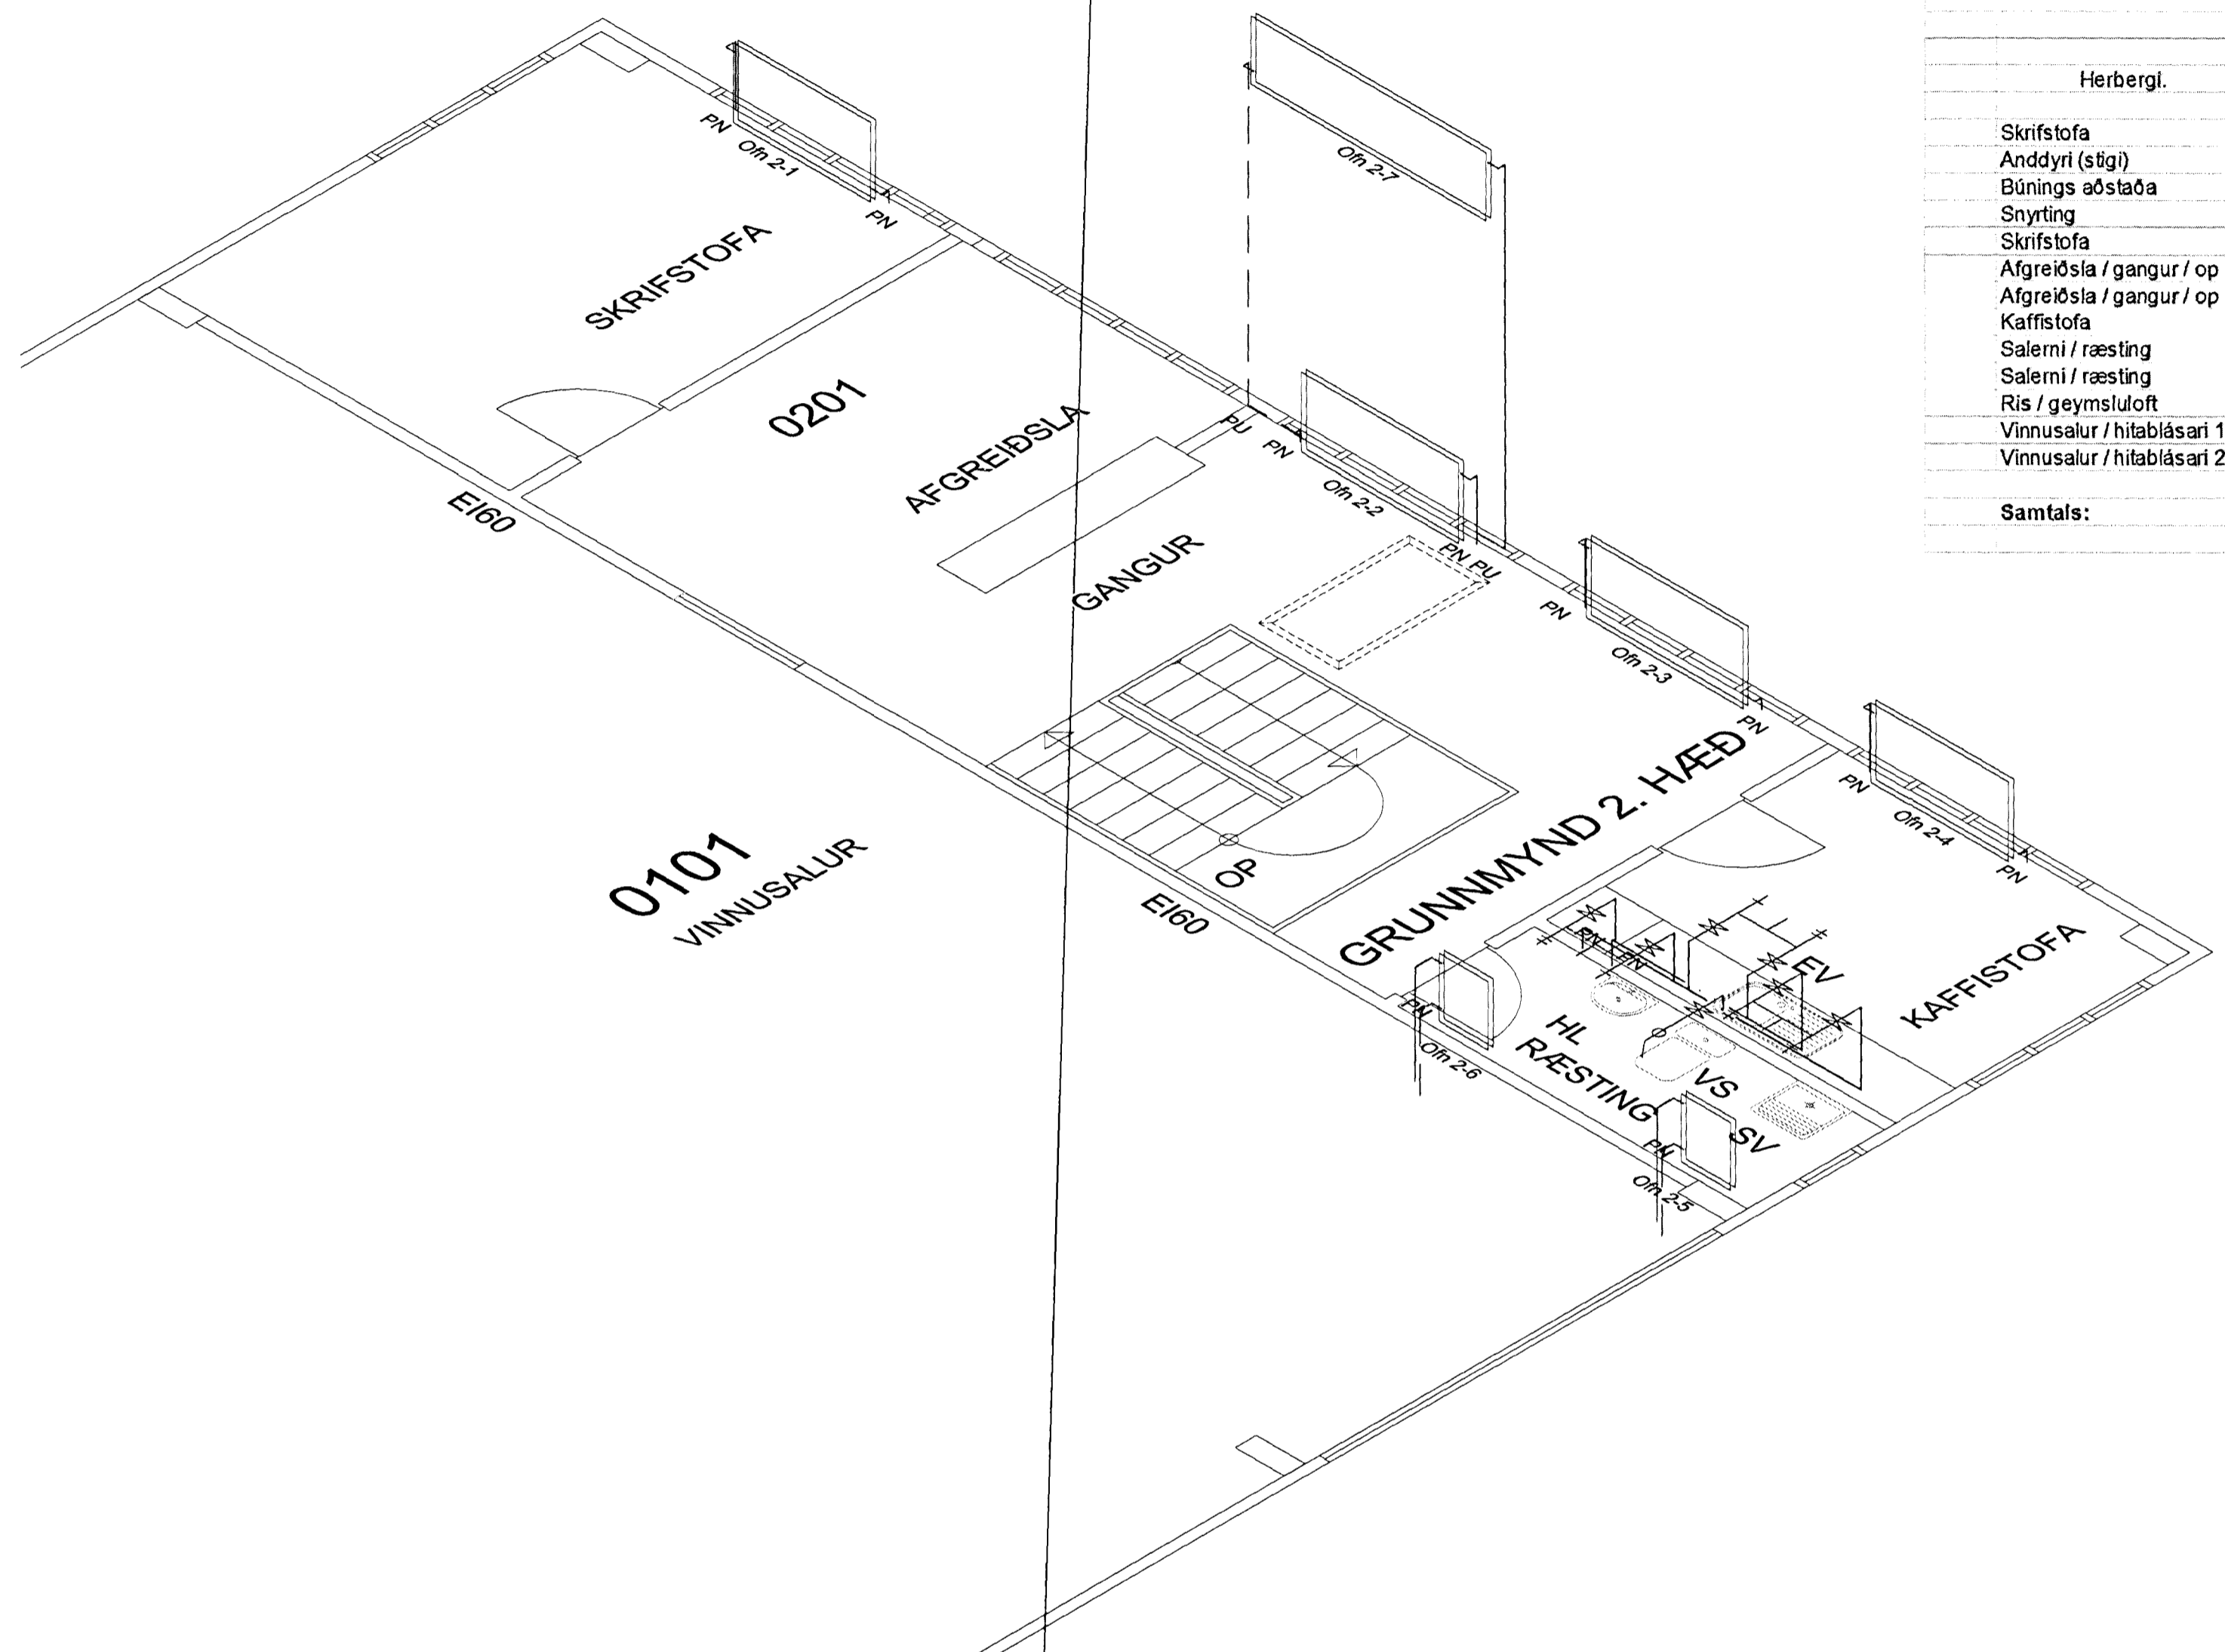 Herbergi.
Skrifstofa
Anddyri (stigi)
Búnings aðstaða
Snyrting
Skrifstofa
Afgreiðsla / gangur / op
Afgreiðsla / gangur / op
Kaffistofa
Salerni / ræsting
Salerni / ræsting
Ris / geymsluloft
Vinnusalur / hitablásari 1
Vinnusalur / hitablásari 2
Samtals:
PN
Ofn 2-1
PN
Ofn 2-7
SKRIFSTOFA
0201
AFGREIÐSLA
PU
PN
Ofn 2-2
PN PU
EI60
GANGUR
PN
Ofn 2-3
PN
GRUNNMYND 2. HÆÐ
PN
Ofn 2-4
PN
0101
VINNUSALUR
OP
EI60
PN
PN
EV
KAFFISTOFA
PN
Ofn 2-6
HL
RÆSTING
VS
SV
PN
Ofn 2-5